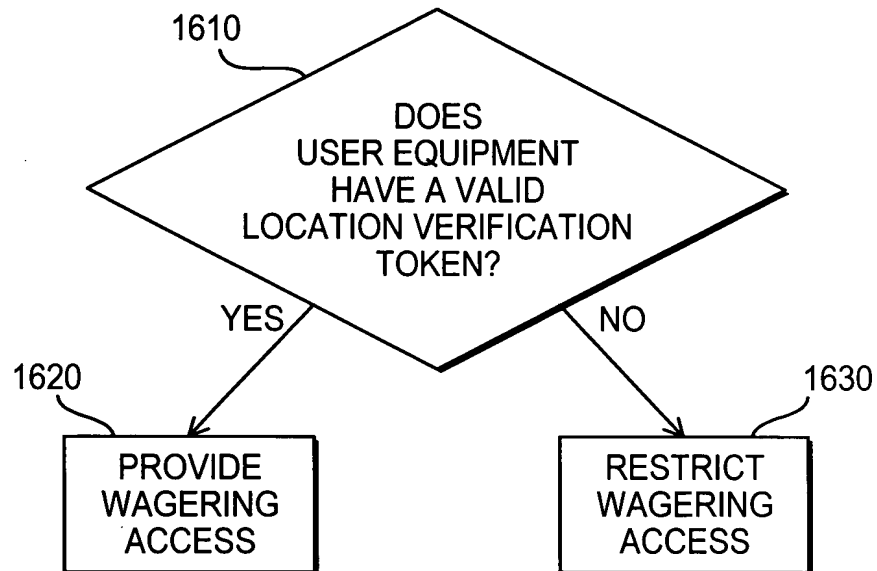 1610
DOES
USER EQUIPMENT
HAVE A VALID
LOCATION VERIFICATION
TOKEN?
YES
NO
1620
1630
PROVIDE
WAGERING
ACCESS
RESTRICT
WAGERING
ACCESS